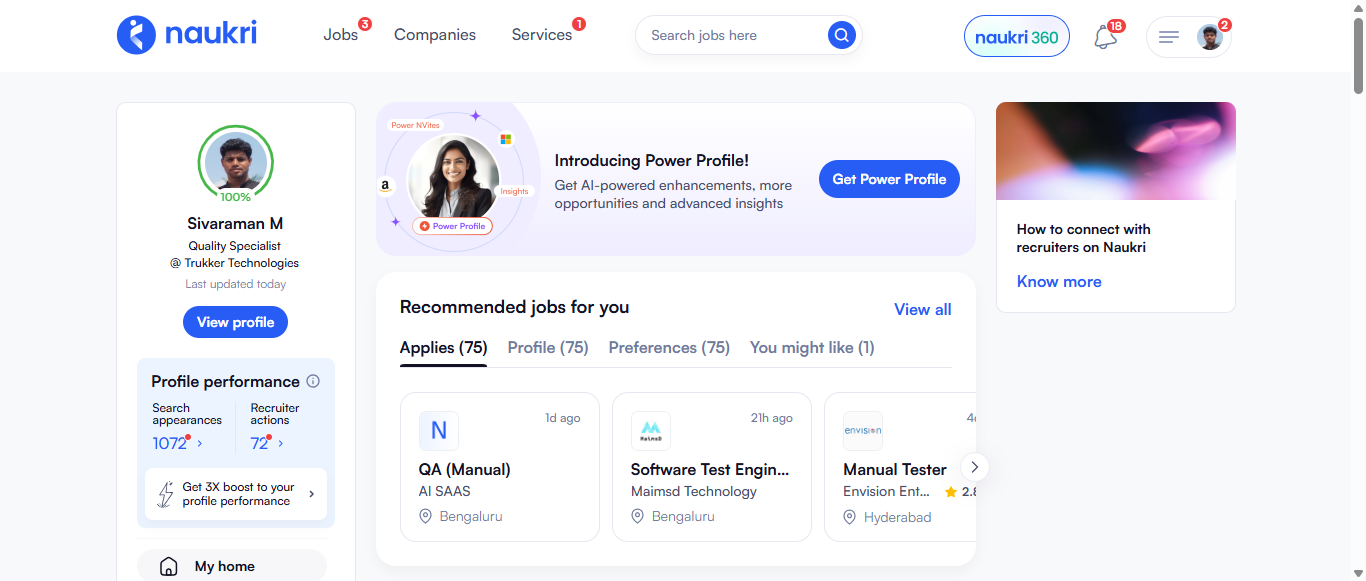 naukri
Jobs 3
Companies
Services 1
Search jobs here
naukri 360
18
2
100%
Sivaraman M
Quality Specialist
@ Trukker Technologies
Last updated today
View profile
Profile performance
Search appearances
1072
Recruiter actions
72
Get 3X boost to your
profile performance
My home
Power NVites
a
Insights
Power Profile
Introducing Power Profile!
Get AI-powered enhancements, more
opportunities and advanced insights
Get Power Profile
Recommended jobs for you
View all
Applies (75)
Profile (75)
Preferences (75)
You might like (1)
N
1d ago
QA (Manual)
AI SAAS
Bengaluru
MaimsD
21h ago
Software Test Engin...
Maimsd Technology
Bengaluru
envision
Manual Tester
Envision Ent...
Hyderabad
How to connect with
recruiters on Naukri
Know more